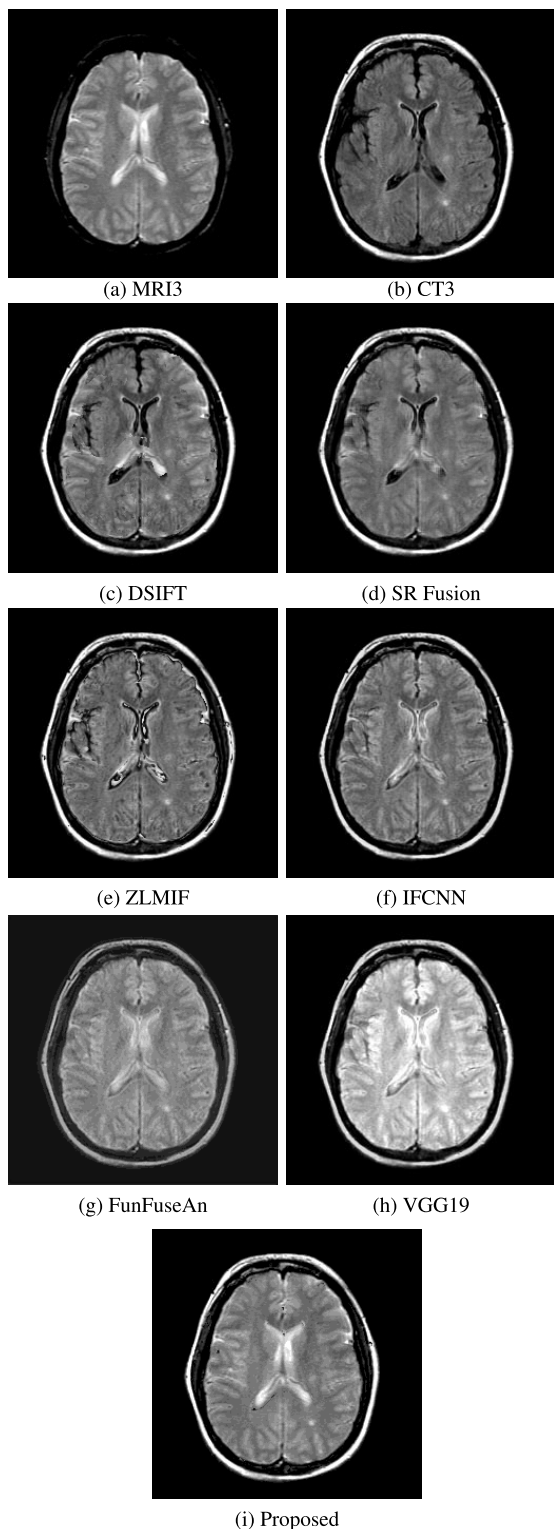 (a) MRI3
(b) CT3
(c) DSIFT
(d) SR Fusion
(e) ZLMIF
(f) IFCNN
(g) FunFuseAn
(h) VGG19
(i) Proposed